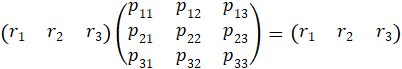 (r₁ r₂ r₃) (p₁₁ p₁₂ p₁₃
p₂₁ p₂₂ p₂₃
p₃₁ p₃₂ p₃₃) = (r₁ r₂ r₃)